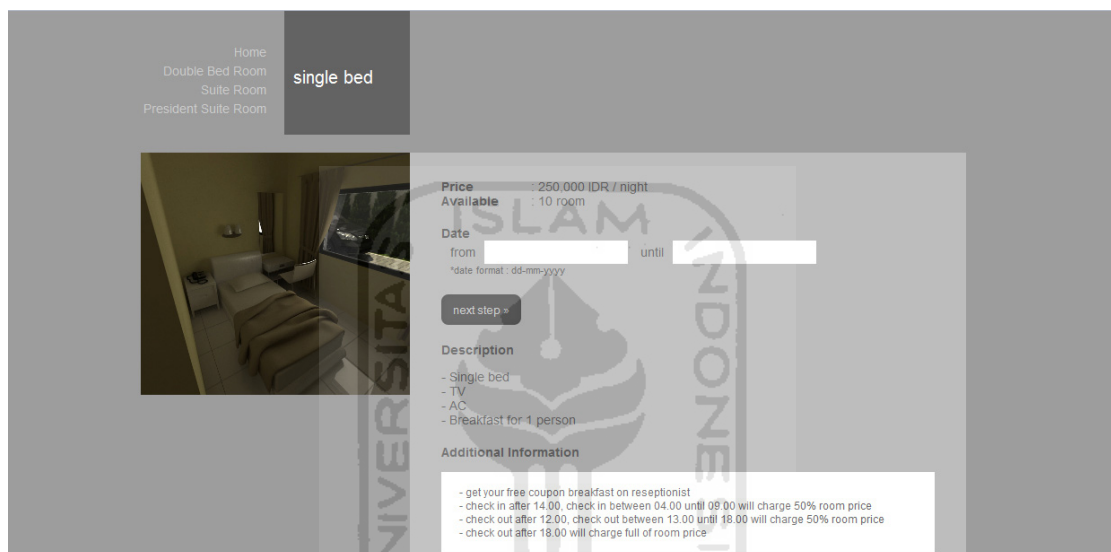 Home
Double Bed Room
Suite Room
President Suite Room
single bed
Price : 250,000 IDR / night
Available : 10 room
Date
from until
*date format : dd-mm-yyyy
next step »
Description
- Single bed
- TV
- AC
- Breakfast for 1 person
Additional Information
- get your free coupon breakfast on reseptionist
- check in after 14.00, check in between 04.00 until 09.00 will charge 50% room price
- check out after 12.00, check out between 13.00 until 18.00 will charge 50% room price
- check out after 18.00 will charge full of room price
UNIVERSITAS
ISLAM
INDONESI